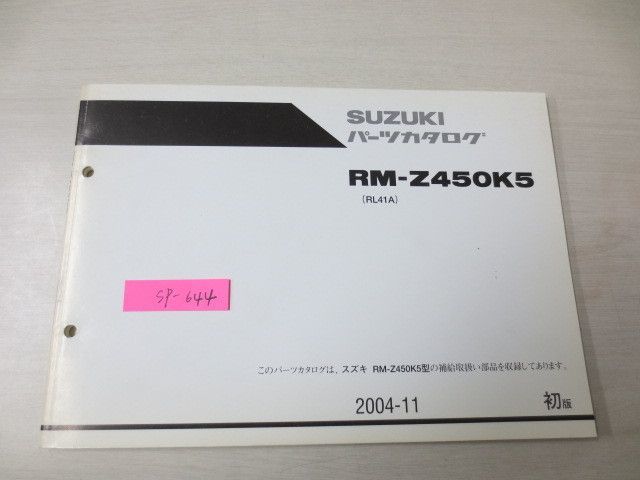 SUZUKI
パーツカタログ
RM-Z450K5
(RL41A)
SP-644
このパーツカタログは、スズキ RM-Z450K5型の補給取扱い部品を収録してあります。
2004-11 初版